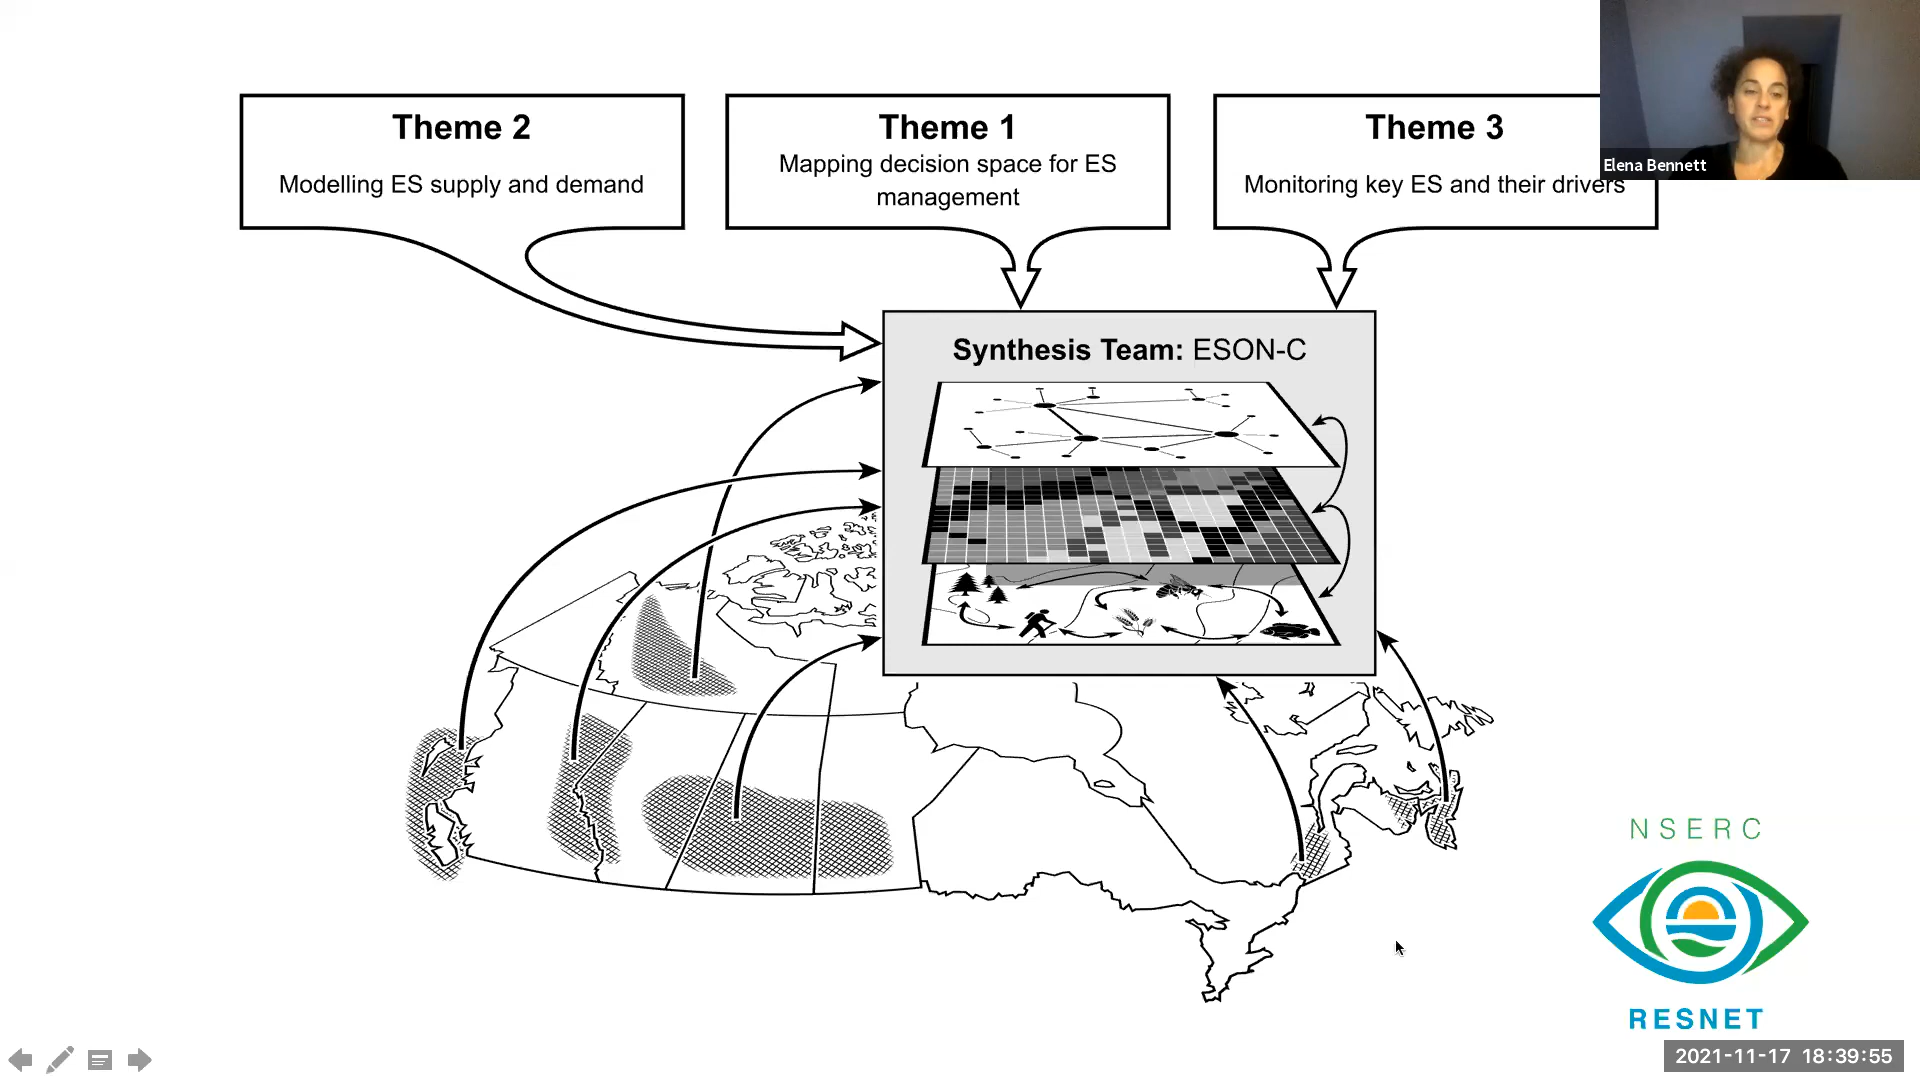 Theme 2
Modelling ES supply and demand
Theme 1
Mapping decision space for ES
management
Theme 3
Monitoring key ES and their drivers
Elena Bennett
Synthesis Team: ESON-C
NSERC
RESNET
2021-11-17 18:39:55